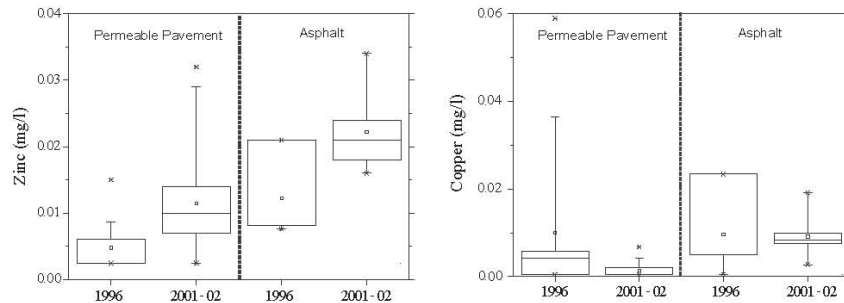 0.04
Permeable Pavement
Asphalt
0.03
0.02
0.01
0.00
Zinc (mg/l)
1996
2001-02
1996
2001-02
0.06
Permeable Pavement
Asphalt
0.04
0.02
0.00
Copper (mg/l)
1996
2001-02
1996
2001-02